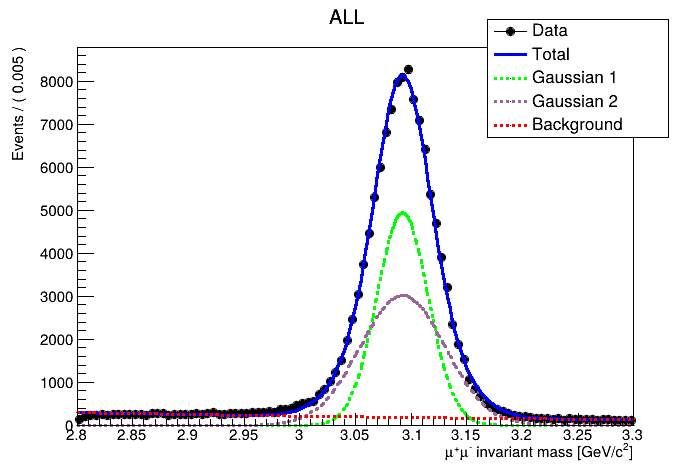 ALL
Data
Total
Gaussian 1
Gaussian 2
Background
Events / ( 0.005 )
8000
7000
6000
5000
4000
3000
2000
1000
0
2.8 2.85 2.9 2.95 3 3.05 3.1 3.15 3.2 3.25 3.3
μ⁺μ⁻ invariant mass [GeV/c²]